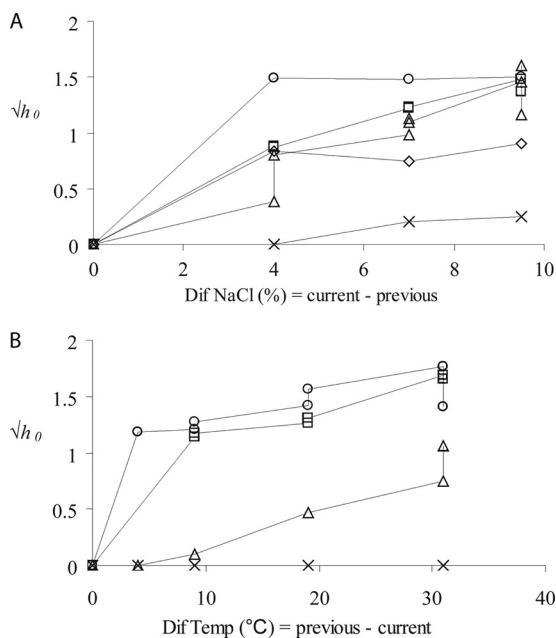 A
2
1.5
√h 0
1
0.5
0
0 2 4 6 8 10
Dif NaCl (%) = current - previous
B
2
√h 0
1.5
1
0.5
0
0 10 20 30 40
Dif Temp (°C) = previous - current